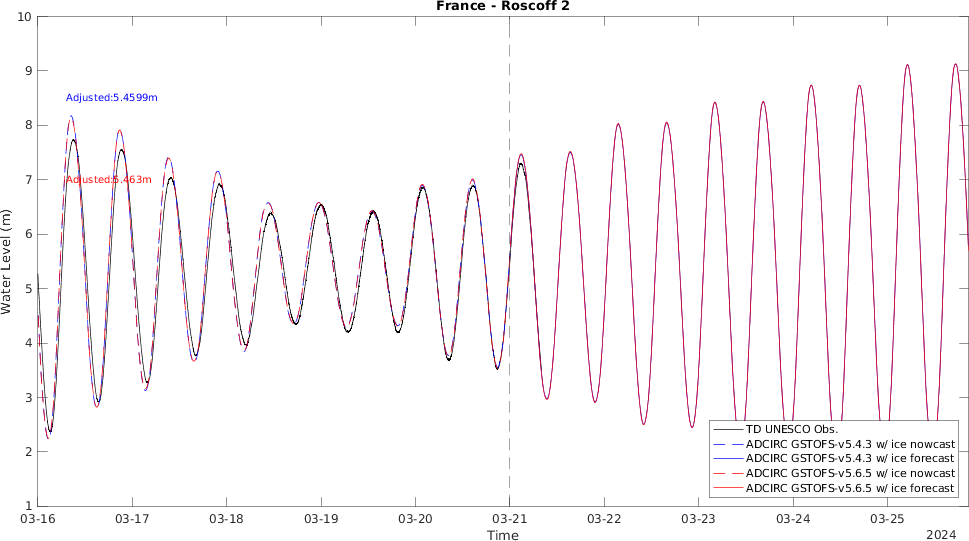 France - Roscoff 2
10
9
8
7
6
5
4
3
2
1
Water Level (m)
Adjusted:5.4599m
Adjusted:5.463m
TD UNESCO Obs.
ADCIRC GSTOFS-v5.4.3 w/ ice nowcast
ADCIRC GSTOFS-v5.4.3 w/ ice forecast
ADCIRC GSTOFS-v5.6.5 w/ ice nowcast
ADCIRC GSTOFS-v5.6.5 w/ ice forecast
03-16 03-17 03-18 03-19 03-20 03-21 03-22 03-23 03-24 03-25
Time
2024